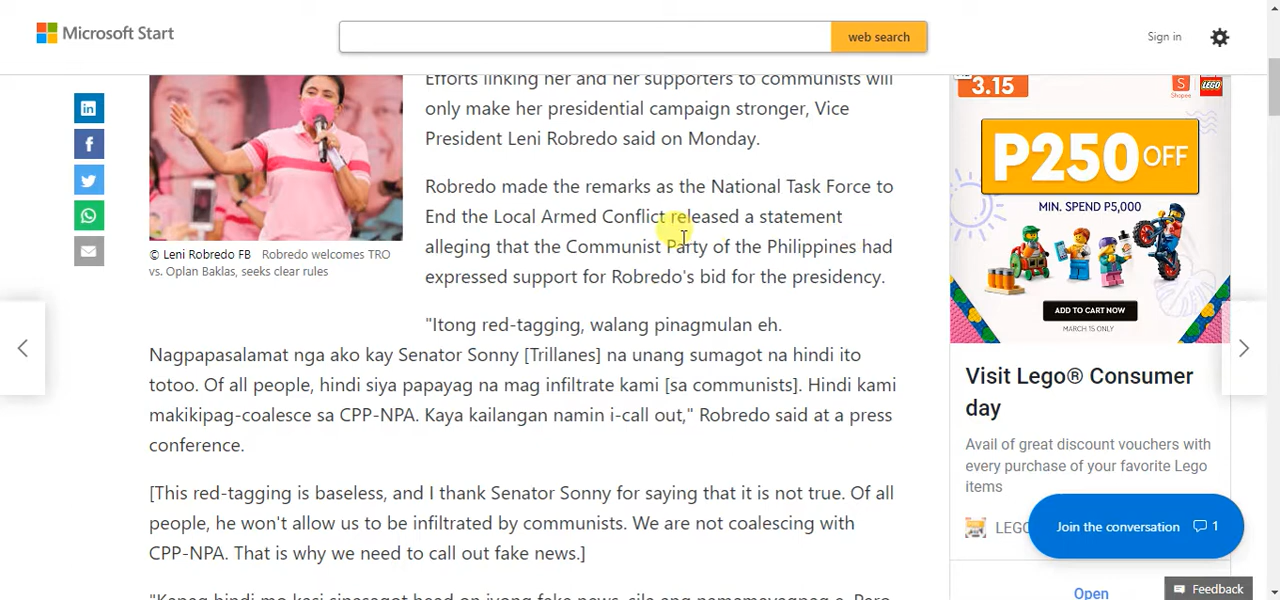 Microsoft Start
web search
Sign in
Efforts linking her and her supporters to communists will
only make her presidential campaign stronger, Vice
President Leni Robredo said on Monday.
Robredo made the remarks as the National Task Force to
End the Local Armed Conflict released a statement
alleging that the Communist Party of the Philippines had
expressed support for Robredo's bid for the presidency.
© Leni Robredo FB Robredo welcomes TRO
vs. Oplan Baklas, seeks clear rules
"Itong red-tagging, walang pinagmulan eh.
Nagpapasalamat nga ako kay Senator Sonny [Trillanes] na unang sumagot na hindi ito
totoo. Of all people, hindi siya papayag na mag infiltrate kami [sa communists]. Hindi kami
makikipag-coalesce sa CPP-NPA. Kaya kailangan namin i-call out," Robredo said at a press
conference.
[This red-tagging is baseless, and I thank Senator Sonny for saying that it is not true. Of all
people, he won't allow us to be infiltrated by communists. We are not coalescing with
CPP-NPA. That is why we need to call out fake news.]
3.15
Shopee
LEGO
P250 OFF
MIN. SPEND P5,000
ADD TO CART NOW
MARCH 15 ONLY
Visit Lego® Consumer
day
Avail of great discount vouchers with
every purchase of your favorite Lego
items
LEGO
Join the conversation 1
Open
Feedback